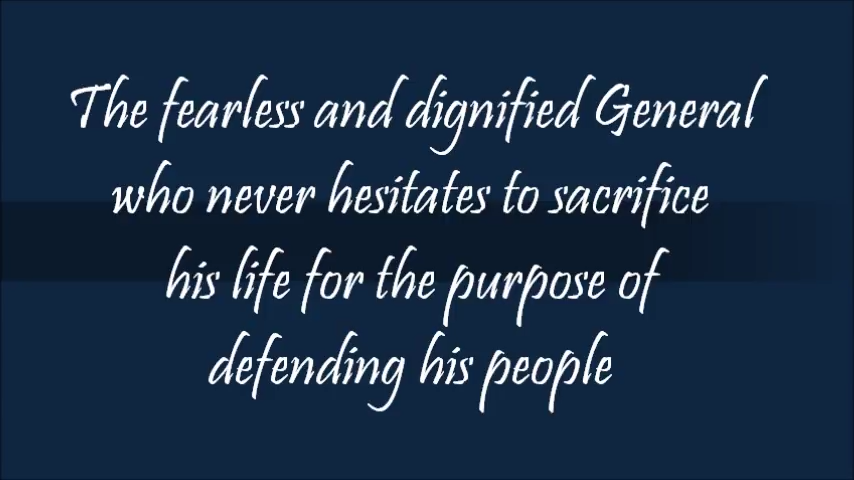 The fearless and dignified General
who never hesitates to sacrifice
his life for the purpose of
defending his people